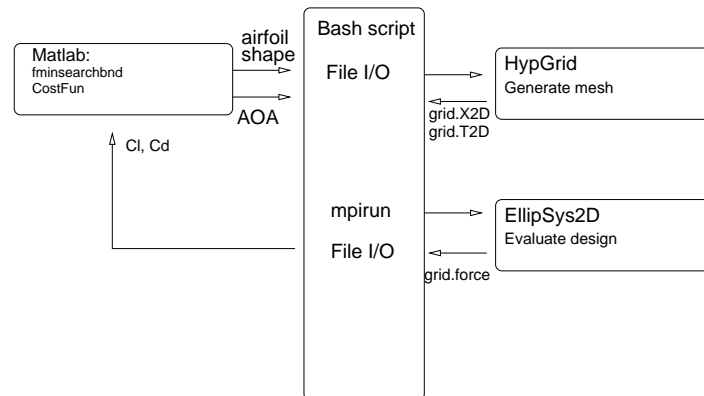 Matlab:
fminsearchbnd
CostFun
airfoil
shape
AOA
Cl, Cd
Bash script
File I/O
mpirun
File I/O
HypGrid
Generate mesh
grid.X2D
grid.T2D
EllipSys2D
Evaluate design
grid.force